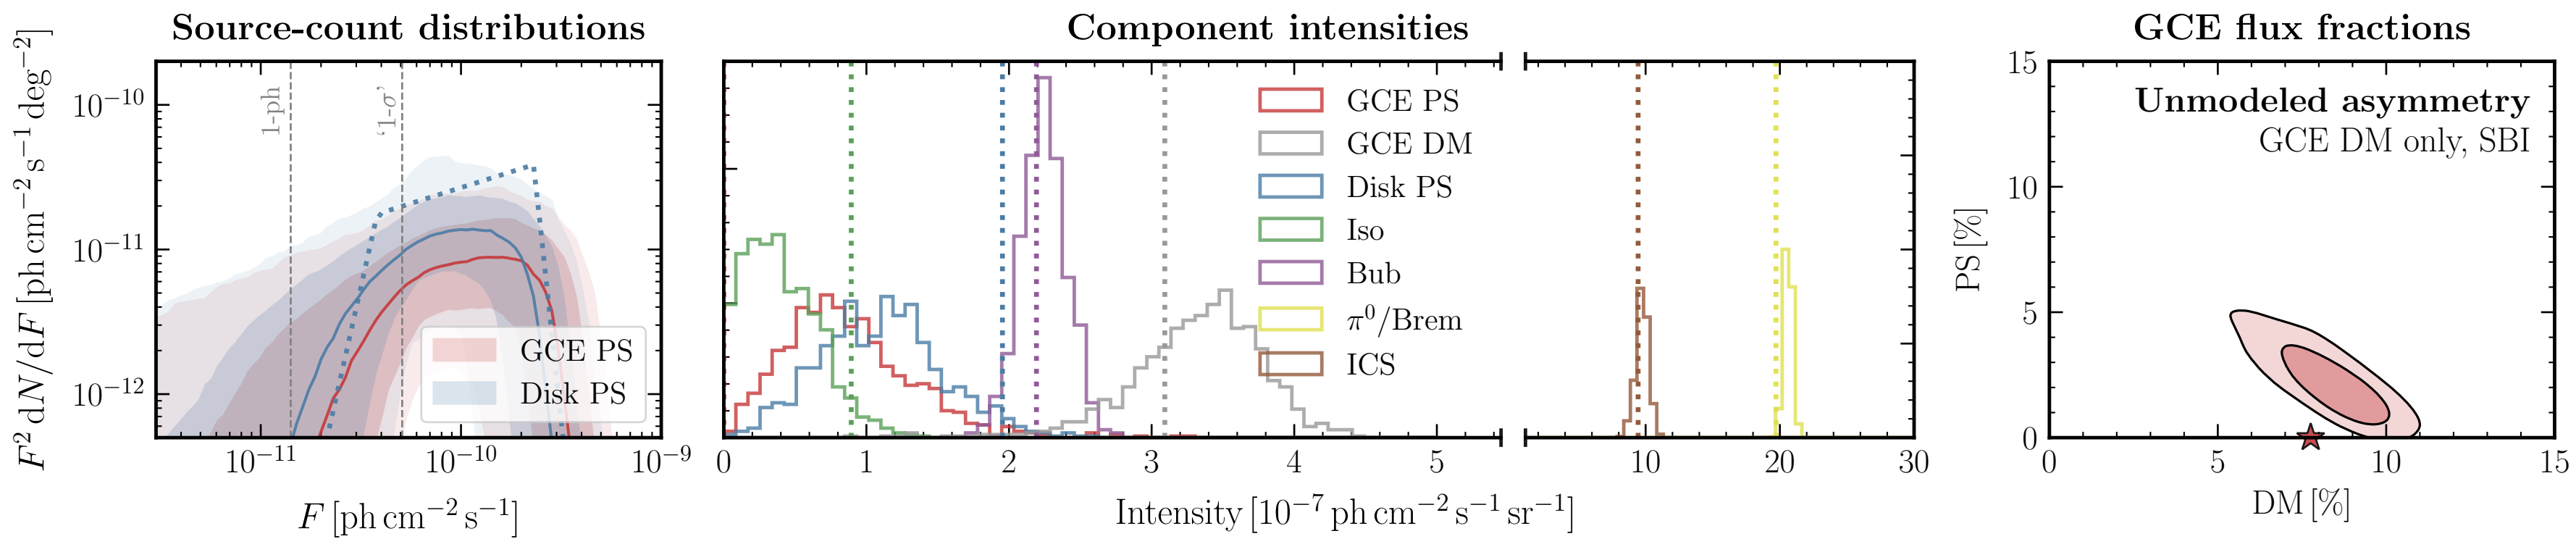 Source-count distributions
F² dN/dF [ph cm⁻² s⁻¹ deg⁻²]
10⁻¹⁰
10⁻¹¹
10⁻¹²
1-ph
‘1-σ’
GCE PS
Disk PS
10⁻¹¹ 10⁻¹⁰ 10⁻⁹
F [ph cm⁻² s⁻¹]
Component intensities
GCE PS
GCE DM
Disk PS
Iso
Bub
π⁰/Brem
ICS
0 1 2 3 4 5 10 20 30
Intensity [10⁻⁷ ph cm⁻² s⁻¹ sr⁻¹]
GCE flux fractions
Unmodeled asymmetry
GCE DM only, SBI
PS [%]
15
10
5
0
0 5 10 15
DM [%]